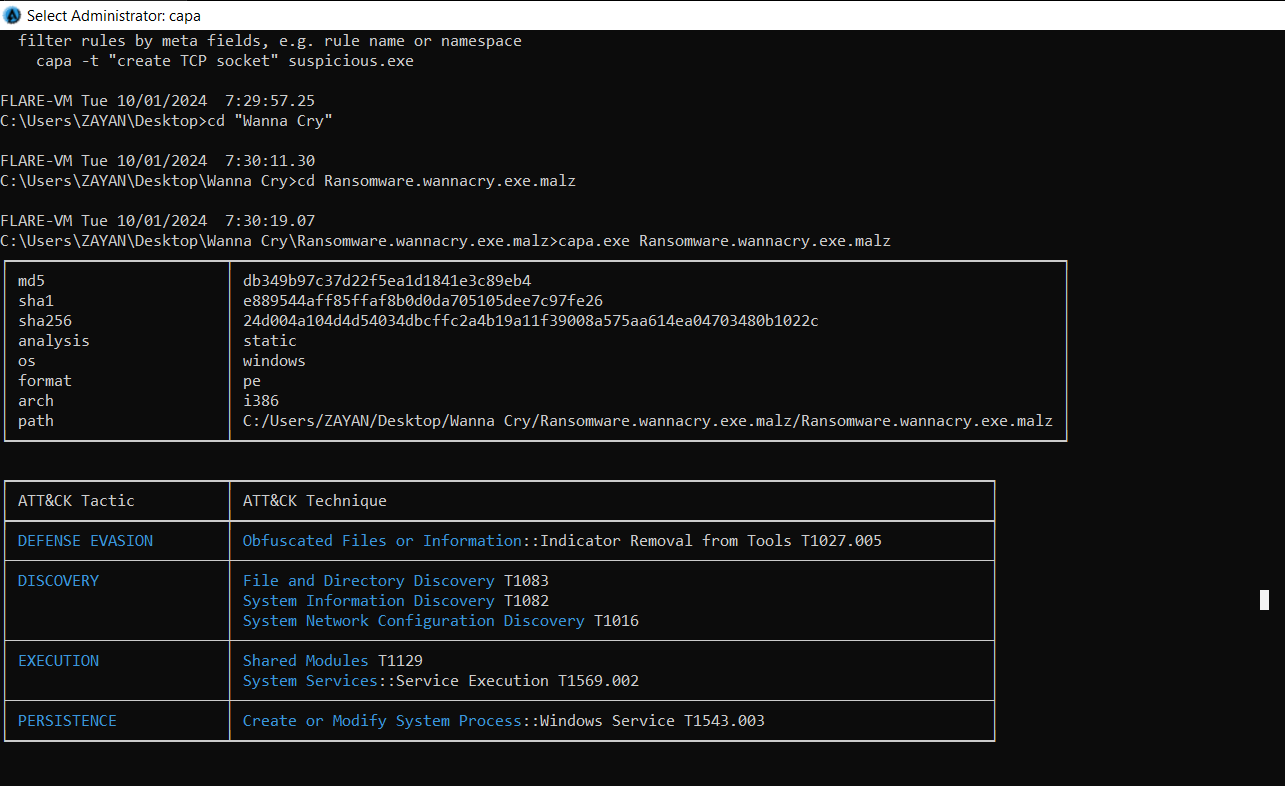 Select Administrator: capa
filter rules by meta fields, e.g. rule name or namespace
capa -t "create TCP socket" suspicious.exe
FLARE-VM Tue 10/01/2024  7:29:57.25
C:\Users\ZAYAN\Desktop>cd "Wanna Cry"
FLARE-VM Tue 10/01/2024  7:30:11.30
C:\Users\ZAYAN\Desktop\Wanna Cry>cd Ransomware.wannacry.exe.malz
FLARE-VM Tue 10/01/2024  7:30:19.07
C:\Users\ZAYAN\Desktop\Wanna Cry\Ransomware.wannacry.exe.malz>capa.exe Ransomware.wannacry.exe.malz
md5 db349b97c37d22f5ea1d1841e3c89eb4
sha1 e889544aff85ffaf8b0d0da705105dee7c97fe26
sha256 24d004a104d4d54034dbcffc2a4b19a11f39008a575aa614ea04703480b1022c
analysis static
os windows
format pe
arch i386
path C:/Users/ZAYAN/Desktop/Wanna Cry/Ransomware.wannacry.exe.malz/Ransomware.wannacry.exe.malz
ATT&CK Tactic ATT&CK Technique
DEFENSE EVASION Obfuscated Files or Information::Indicator Removal from Tools T1027.005
DISCOVERY File and Directory Discovery T1083
System Information Discovery T1082
System Network Configuration Discovery T1016
EXECUTION Shared Modules T1129
System Services::Service Execution T1569.002
PERSISTENCE Create or Modify System Process::Windows Service T1543.003